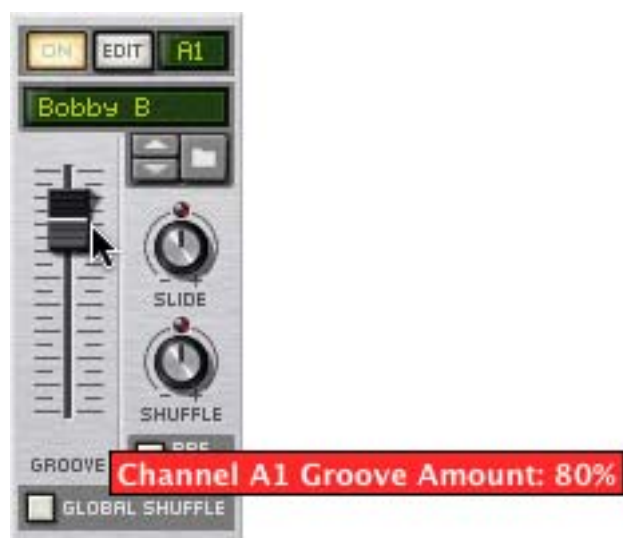 ON EDIT A1
Bobby B
SLIDE
SHUFFLE
GROOVE
Channel A1 Groove Amount: 80%
GLOBAL SHUFFLE